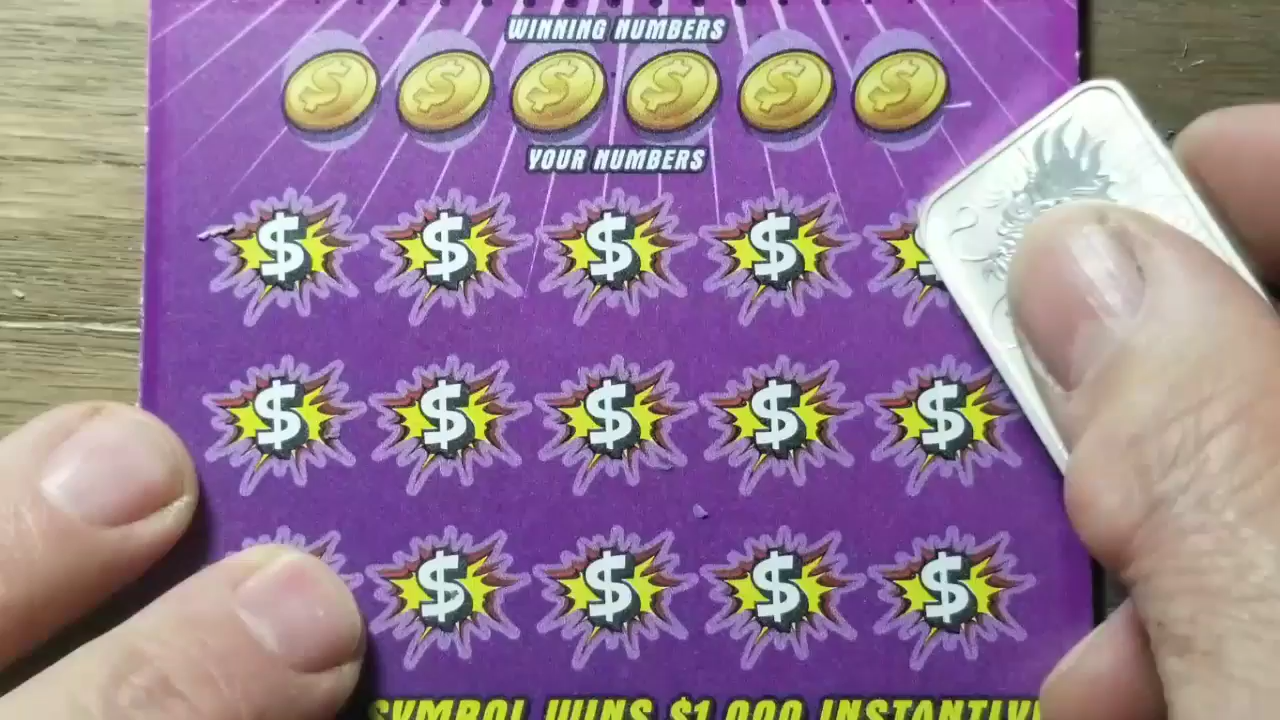 WINNING NUMBERS
$ $ $ $ $ $
YOUR NUMBERS
$ $ $ $ $
$ $ $ $ $
$ $ $ $
SYMBOL WINS $1,000 INSTANTLY